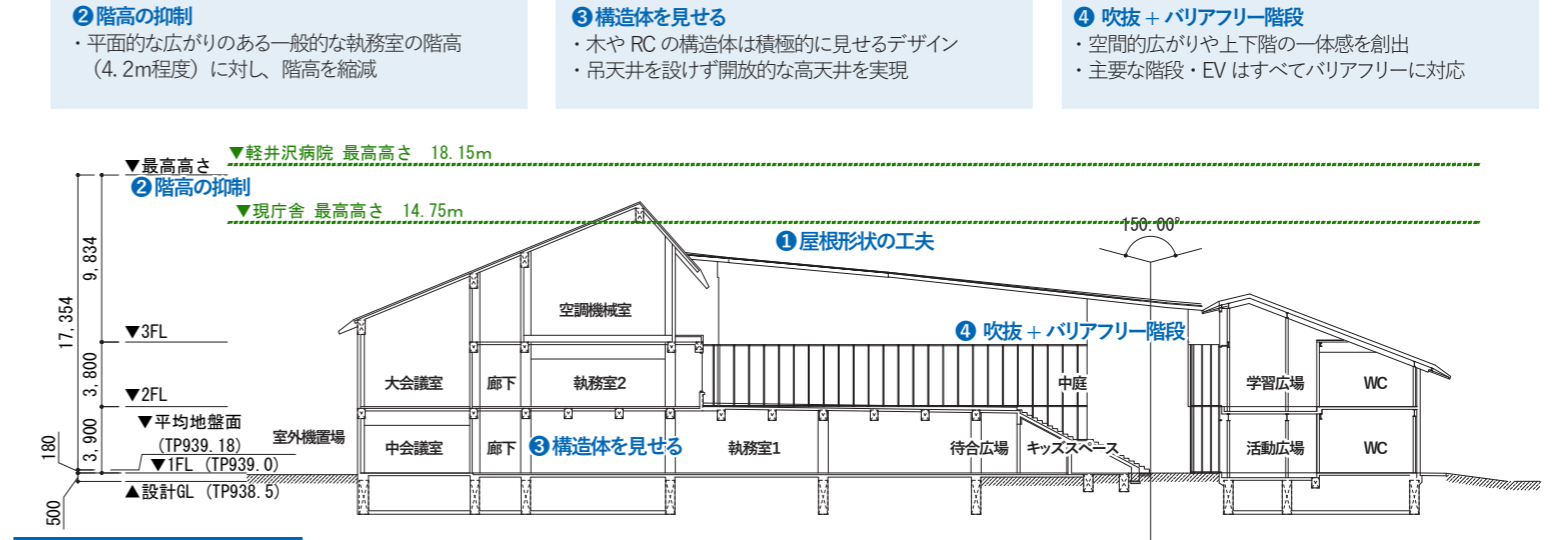 ❷階高の抑制
・平面的な広がりのある一般的な執務室の階高
（4.2m程度）に対し、階高を縮減
❸構造体を見せる
・木や RC の構造体は積極的に見せるデザイン
・吊天井を設けず開放的な高天井を実現
❹ 吹抜 + バリアフリー階段
・空間的広がりや上下階の一体感を創出
・主要な階段・EV はすべてバリアフリーに対応
▼軽井沢病院 最高高さ 18.15m
▼最高高さ
❷階高の抑制
▼現庁舎 最高高さ 14.75m
150.00°
❶屋根形状の工夫
9,834
17,354
空調機械室
▼3FL
❹ 吹抜 + バリアフリー階段
3,800
大会議室
廊下
執務室2
中庭
学習広場
WC
▼2FL
▼平均地盤面
(TP939.18)
3,900
180
室外機置場
中会議室
廊下
❸構造体を見せる
執務室1
待合広場
キッズスペース
活動広場
WC
▼1FL (TP939.0)
▲設計GL (TP938.5)
500